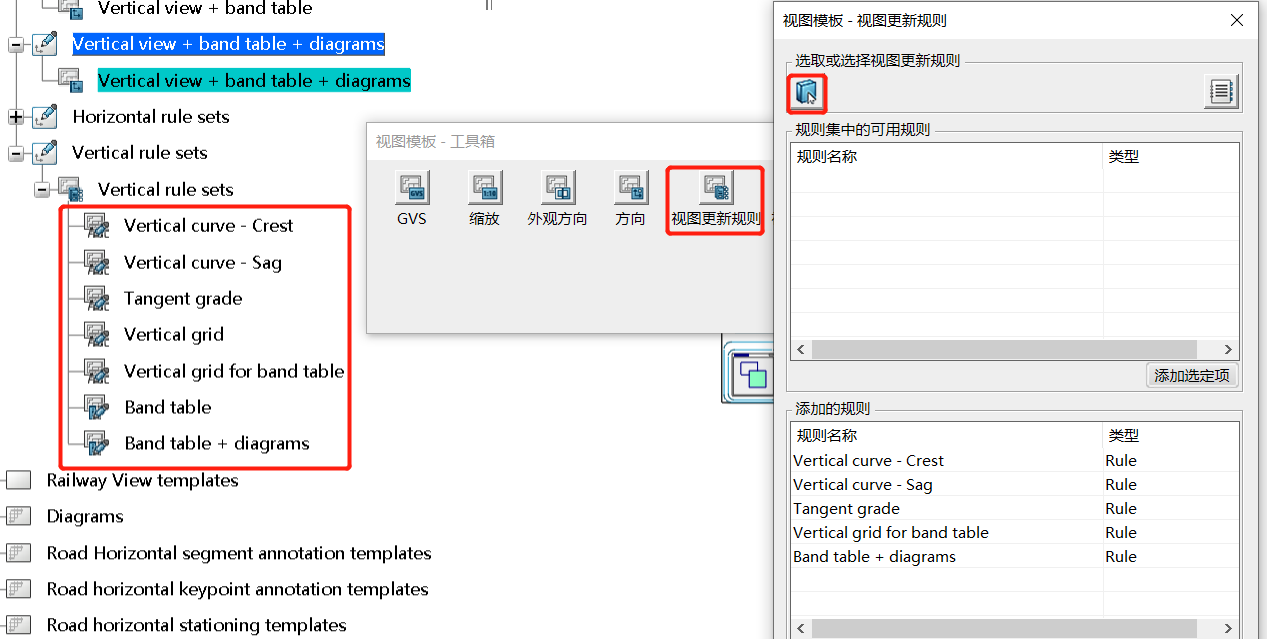 Vertical view + band table
Vertical view + band table + diagrams
Vertical view + band table + diagrams
Horizontal rule sets
Vertical rule sets
Vertical rule sets
Vertical curve - Crest
Vertical curve - Sag
Tangent grade
Vertical grid
Vertical grid for band table
Band table
Band table + diagrams
Railway View templates
Diagrams
Road Horizontal segment annotation templates
Road horizontal keypoint annotation templates
Road horizontal stationing templates
视图模板 - 工具箱
GVS
1:10
GVS
缩放
外观方向
方向
视图更新规则
视图模板 - 视图更新规则
选取或选择视图更新规则
规则集中的可用规则
规则名称
类型
添加选定项
添加的规则
规则名称
类型
Vertical curve - Crest
Rule
Vertical curve - Sag
Rule
Tangent grade
Rule
Vertical grid for band table
Rule
Band table + diagrams
Rule